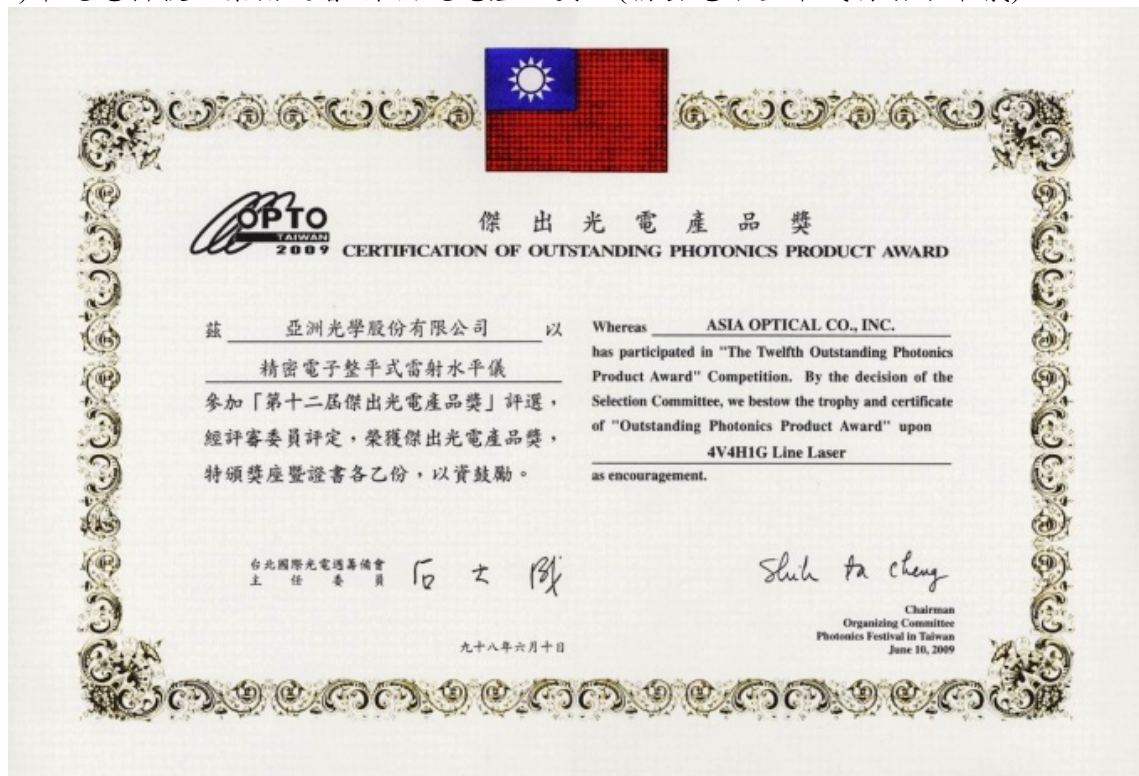 OPTO
TAIWAN
2009
傑出光電產品獎
CERTIFICATION OF OUTSTANDING PHOTONICS PRODUCT AWARD
茲 亞洲光學股份有限公司 以
精密電子整平式雷射水平儀
參加「第十二屆傑出光電產品獎」評選，
經評審委員評定，榮獲傑出光電產品獎，
特頒獎座暨證書各乙份，以資鼓勵。
Whereas ASIA OPTICAL CO., INC.
has participated in "The Twelfth Outstanding Photonics
Product Award" Competition. By the decision of the
Selection Committee, we bestow the trophy and certificate
of "Outstanding Photonics Product Award" upon
4V4H1G Line Laser
as encouragement.
台北國際光電週籌備會
主任委員
九十八年六月十日
Shih ta cheng
Chairman
Organizing Committee
Photonics Festival in Taiwan
June 10, 2009